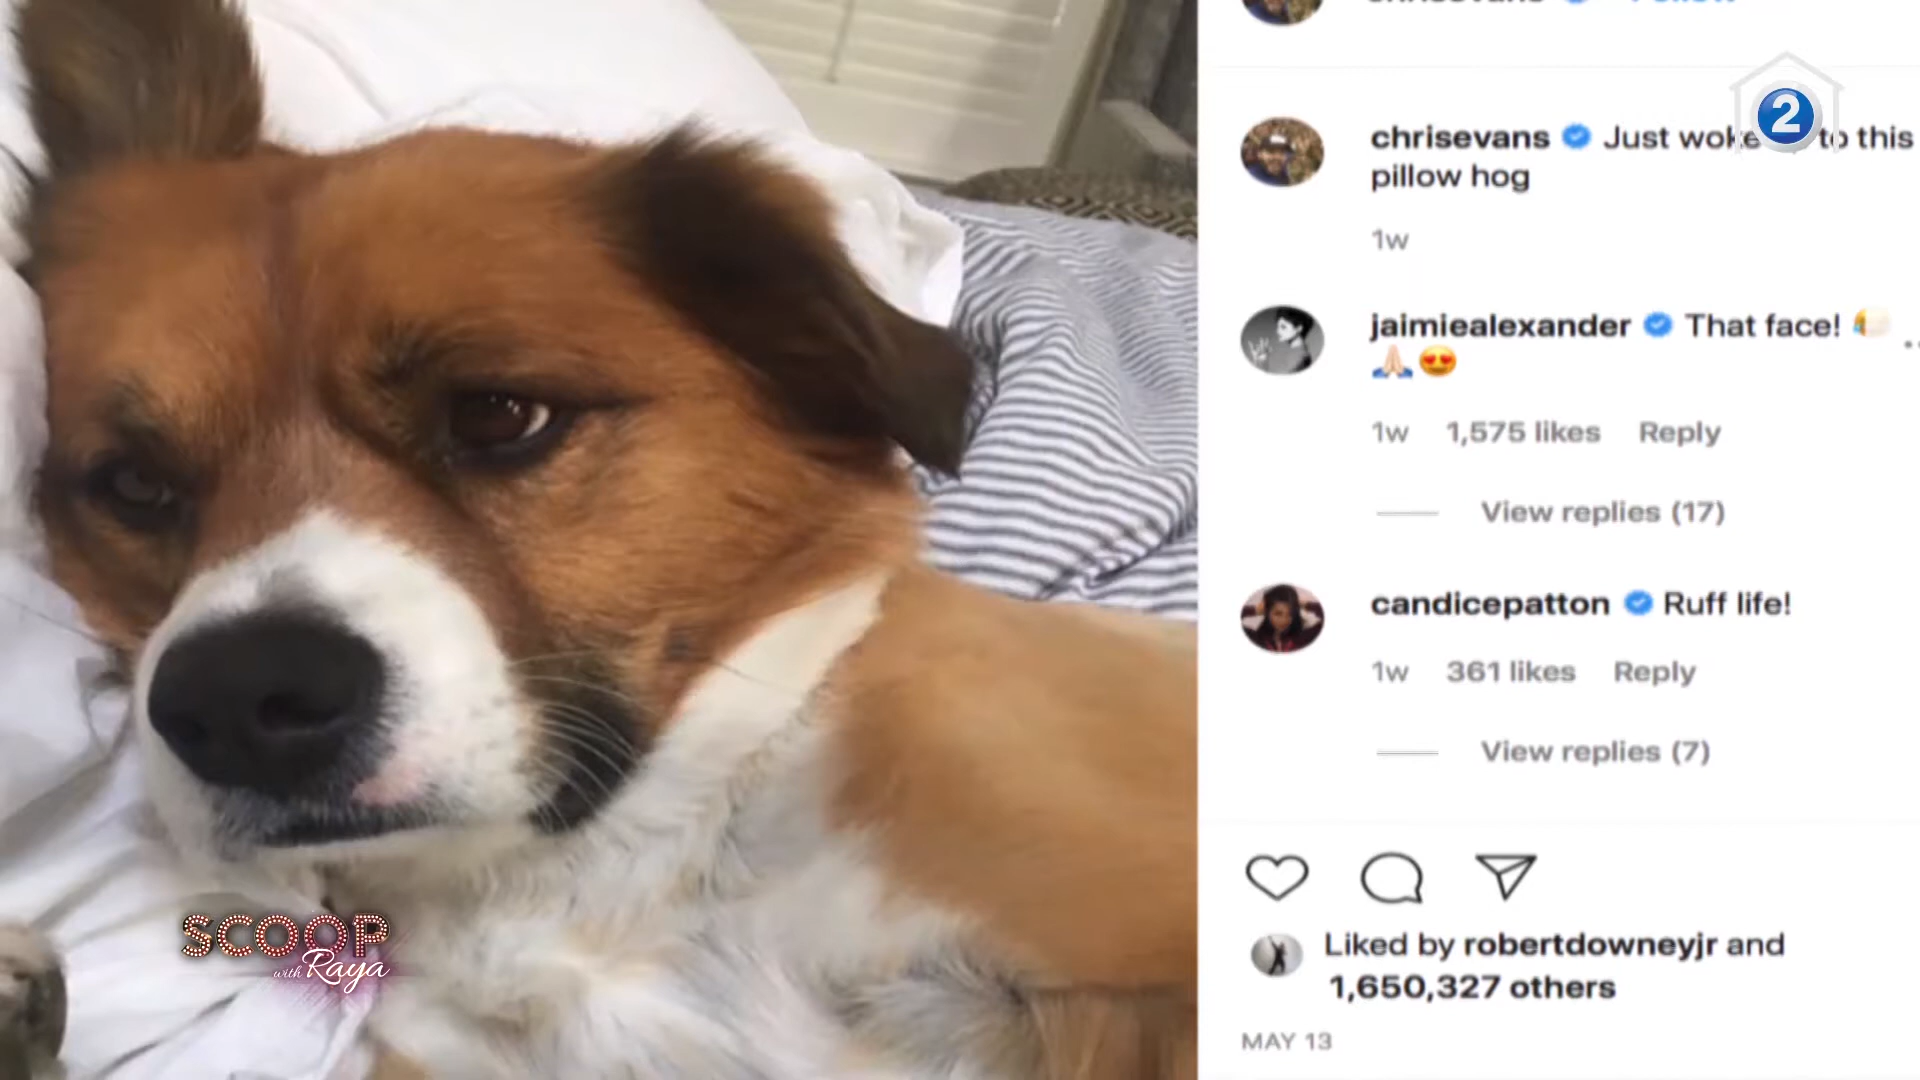 chrisevans Follow
2
chrisevans Just woke to this
pillow hog
1w
jaimiealexander That face! 🙏🏻😍
1w 1,575 likes Reply
View replies (17)
candicepatton Ruff life!
1w 361 likes Reply
View replies (7)
Liked by robertdowneyjr and
1,650,327 others
MAY 13
SCOOP
with Raya